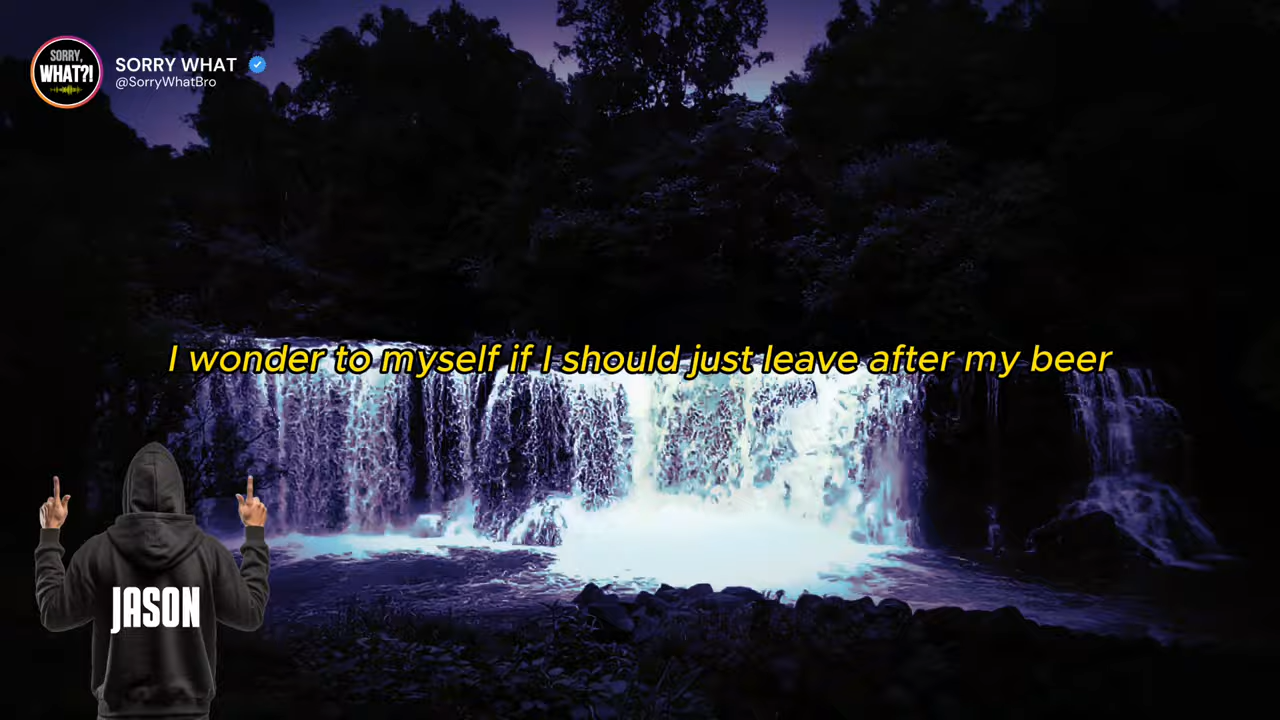 SORRY,
WHAT?!
SORRY WHAT
@SorryWhatBro
I wonder to myself if I should just leave after my beer
JASON